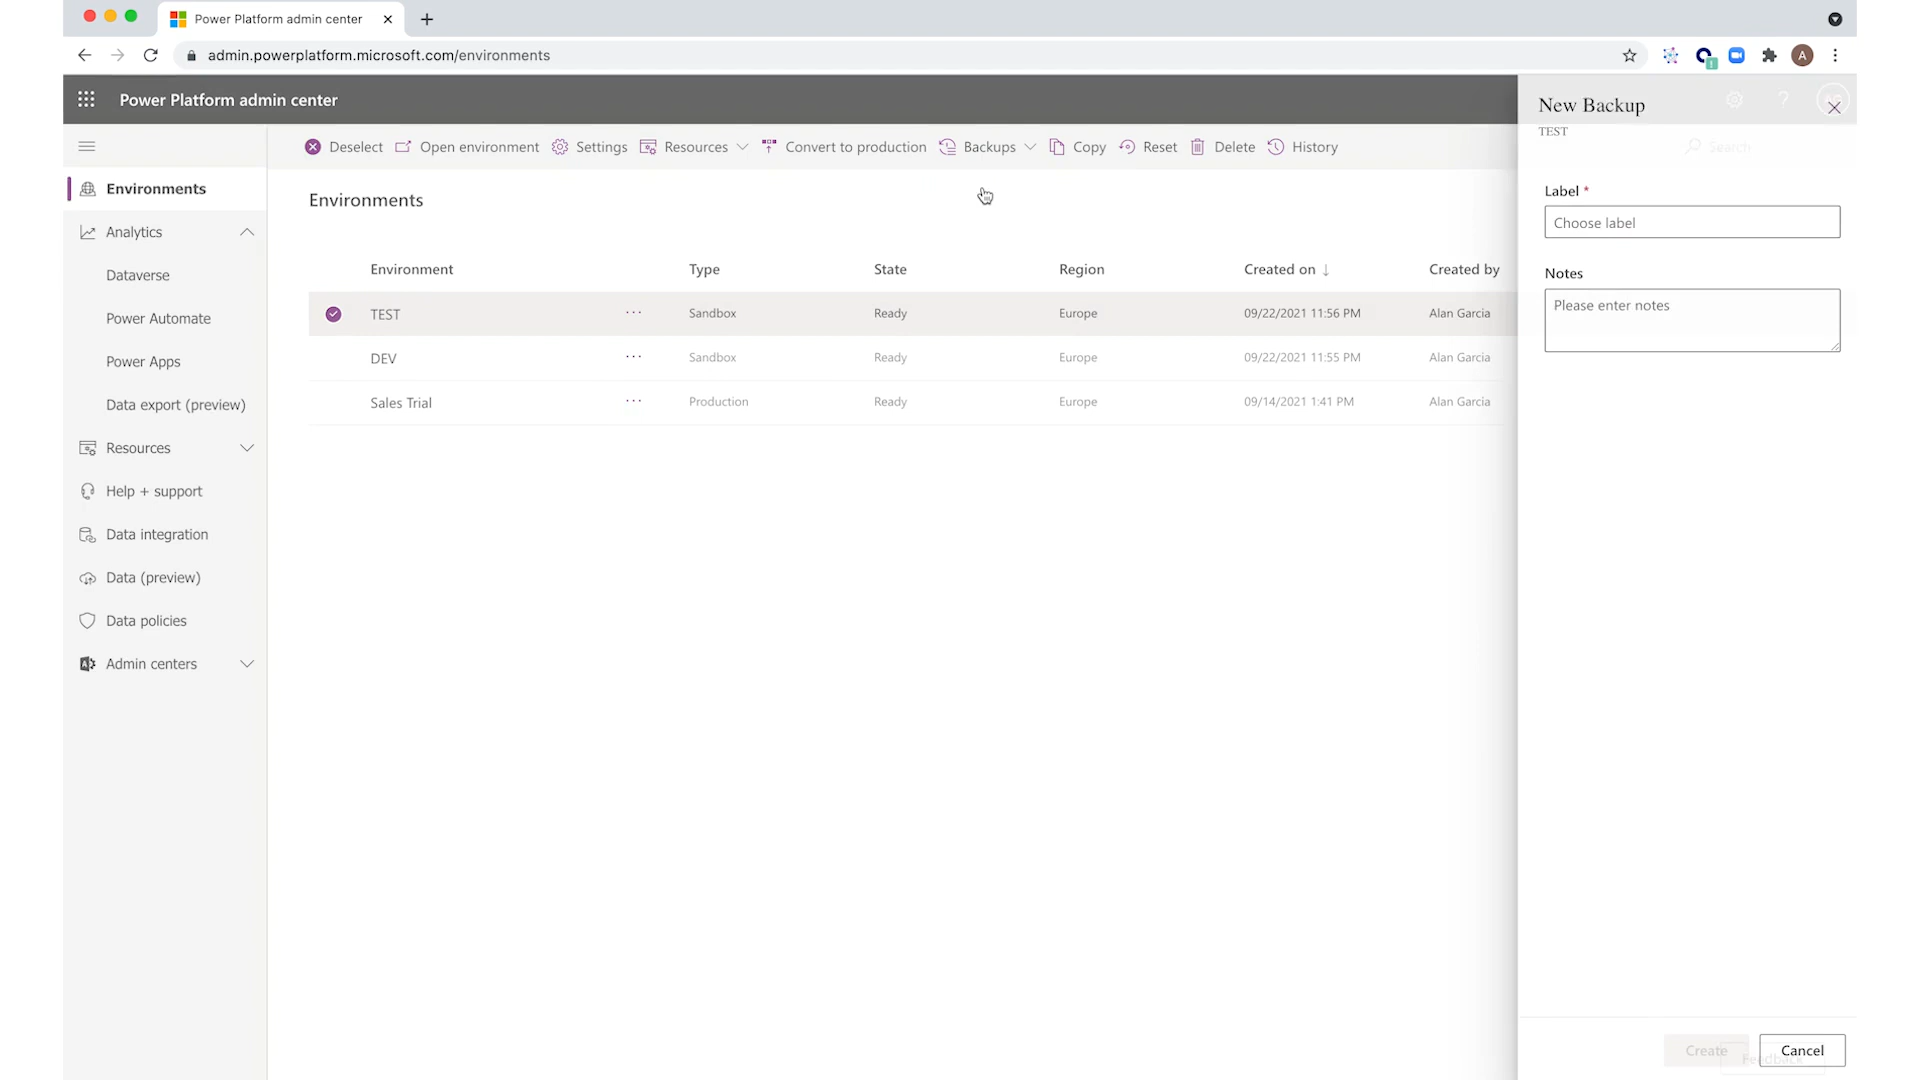 Power Platform admin center
admin.powerplatform.microsoft.com/environments
A
Power Platform admin center
Deselect Open environment Settings Resources Convert to production Backups Copy Reset Delete History
Environments
Analytics
Dataverse
Power Automate
Power Apps
Data export (preview)
Resources
Help + support
Data integration
Data (preview)
Data policies
Admin centers
Environments
Environment Type State Region Created on ↓ Created by
TEST ... Sandbox Ready Europe 09/22/2021 11:56 PM Alan Garcia
DEV ... Sandbox Ready Europe 09/22/2021 11:55 PM Alan Garcia
Sales Trial ... Production Ready Europe 09/14/2021 1:41 PM Alan Garcia
New Backup
?
TEST
Search
Label *
Choose label
Notes
Please enter notes
Create
Cancel
Feedback